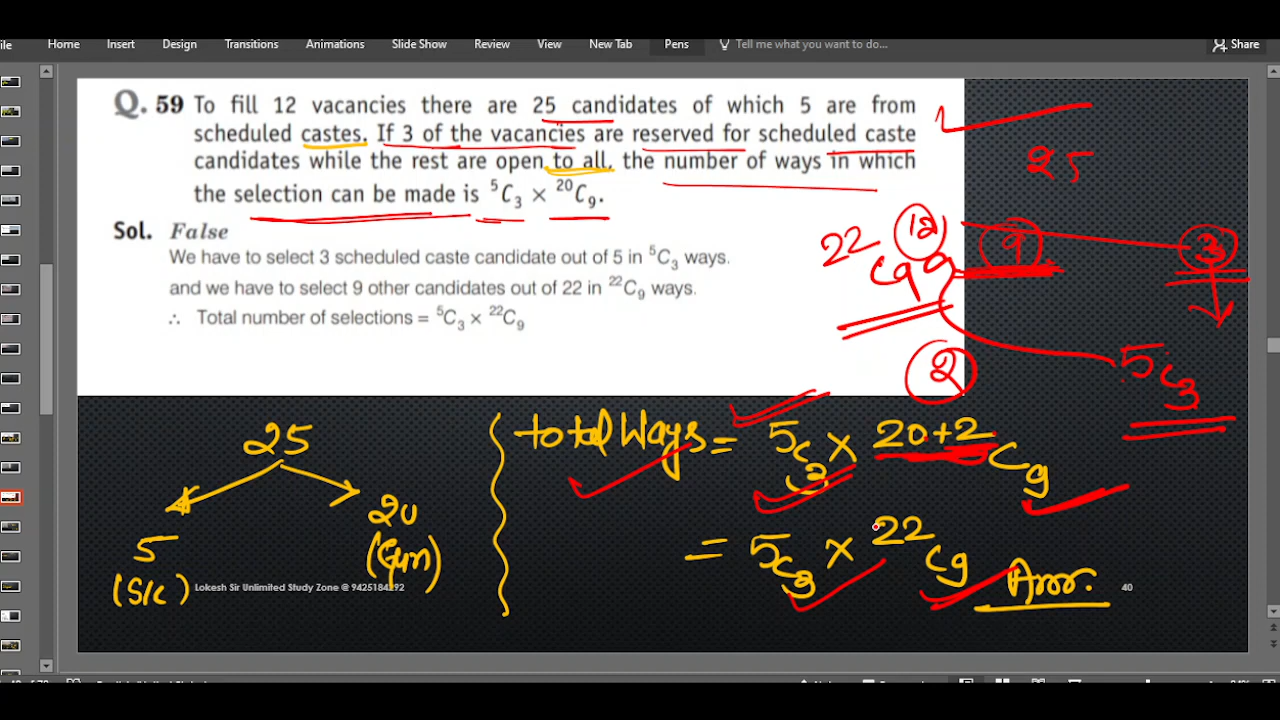 File Home Insert Design Transitions Animations Slide Show Review View New Tab Pens Tell me what you want to do... Share
Q. 59 To fill 12 vacancies there are 25 candidates of which 5 are from
scheduled castes. If 3 of the vacancies are reserved for scheduled caste
candidates while the rest are open to all, the number of ways in which
the selection can be made is ⁵C₃ × ²⁰C₉.
Sol. False
We have to select 3 scheduled caste candidate out of 5 in ⁵C₃ ways.
and we have to select 9 other candidates out of 22 in ²²C₉ ways.
∴ Total number of selections = ⁵C₃ × ²²C₉
25
12 9 3
22C9
2
5C3
25
5
(S/C)
20
(Gen)
total Ways = 5C3 × 20+2C9
= 5C3 × 22C9 Ans.
Lokesh Sir Unlimited Study Zone @ 9425184292
40